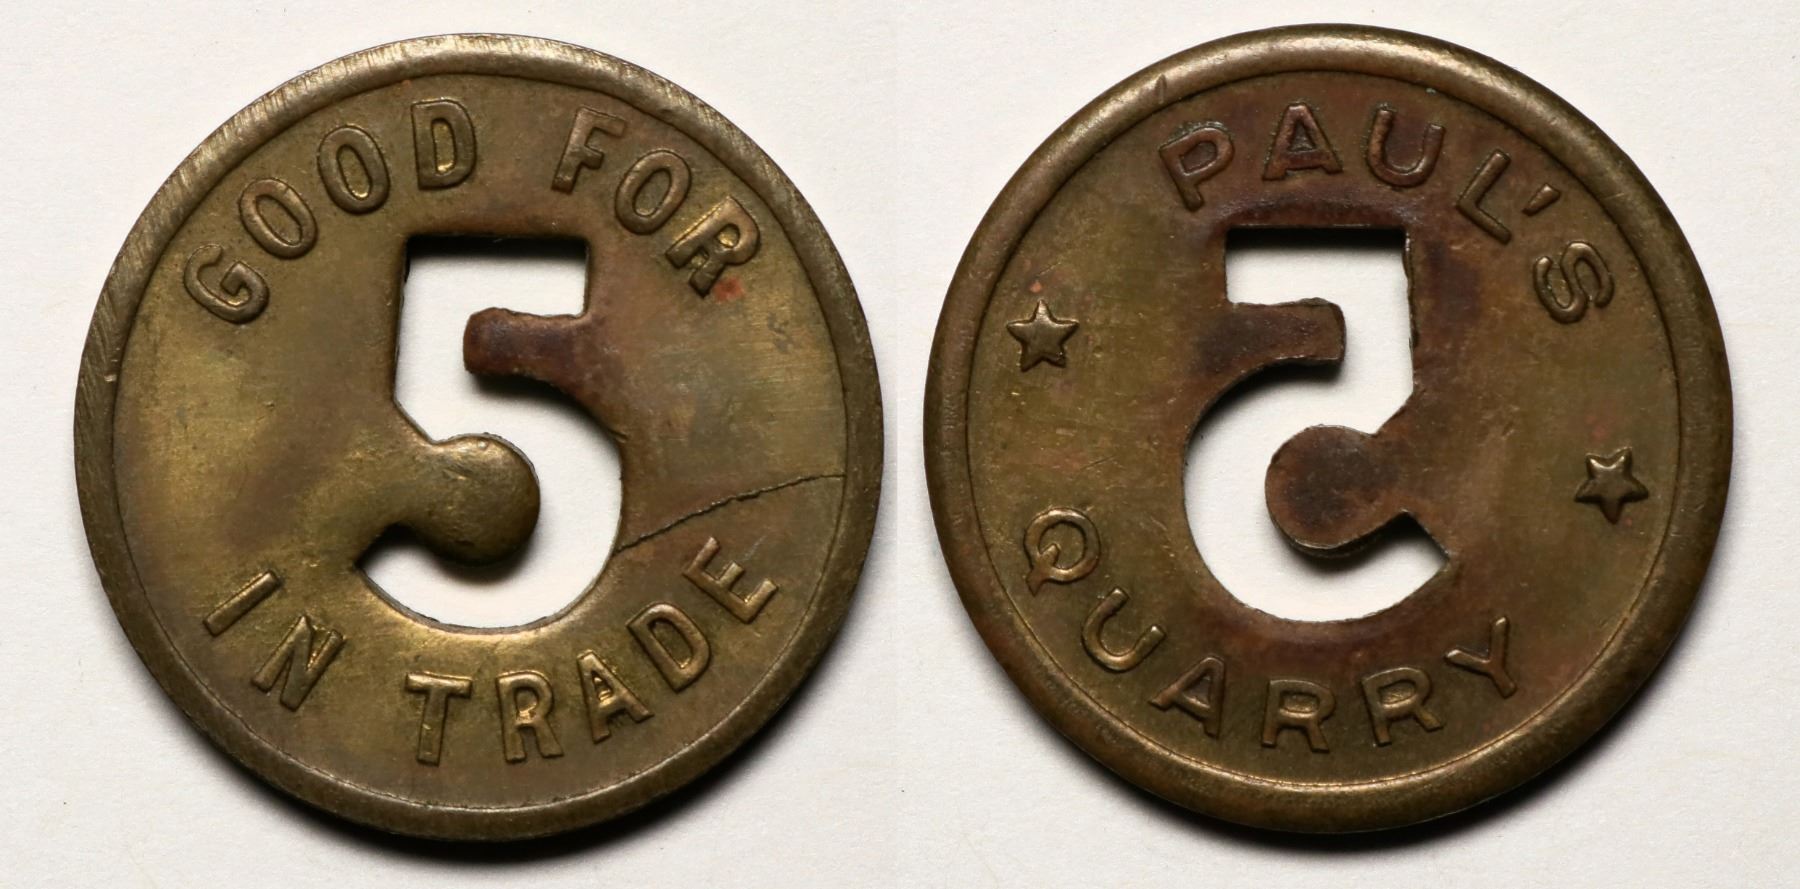 GOOD FOR
5
IN TRADE
PAUL'S
QUARRY